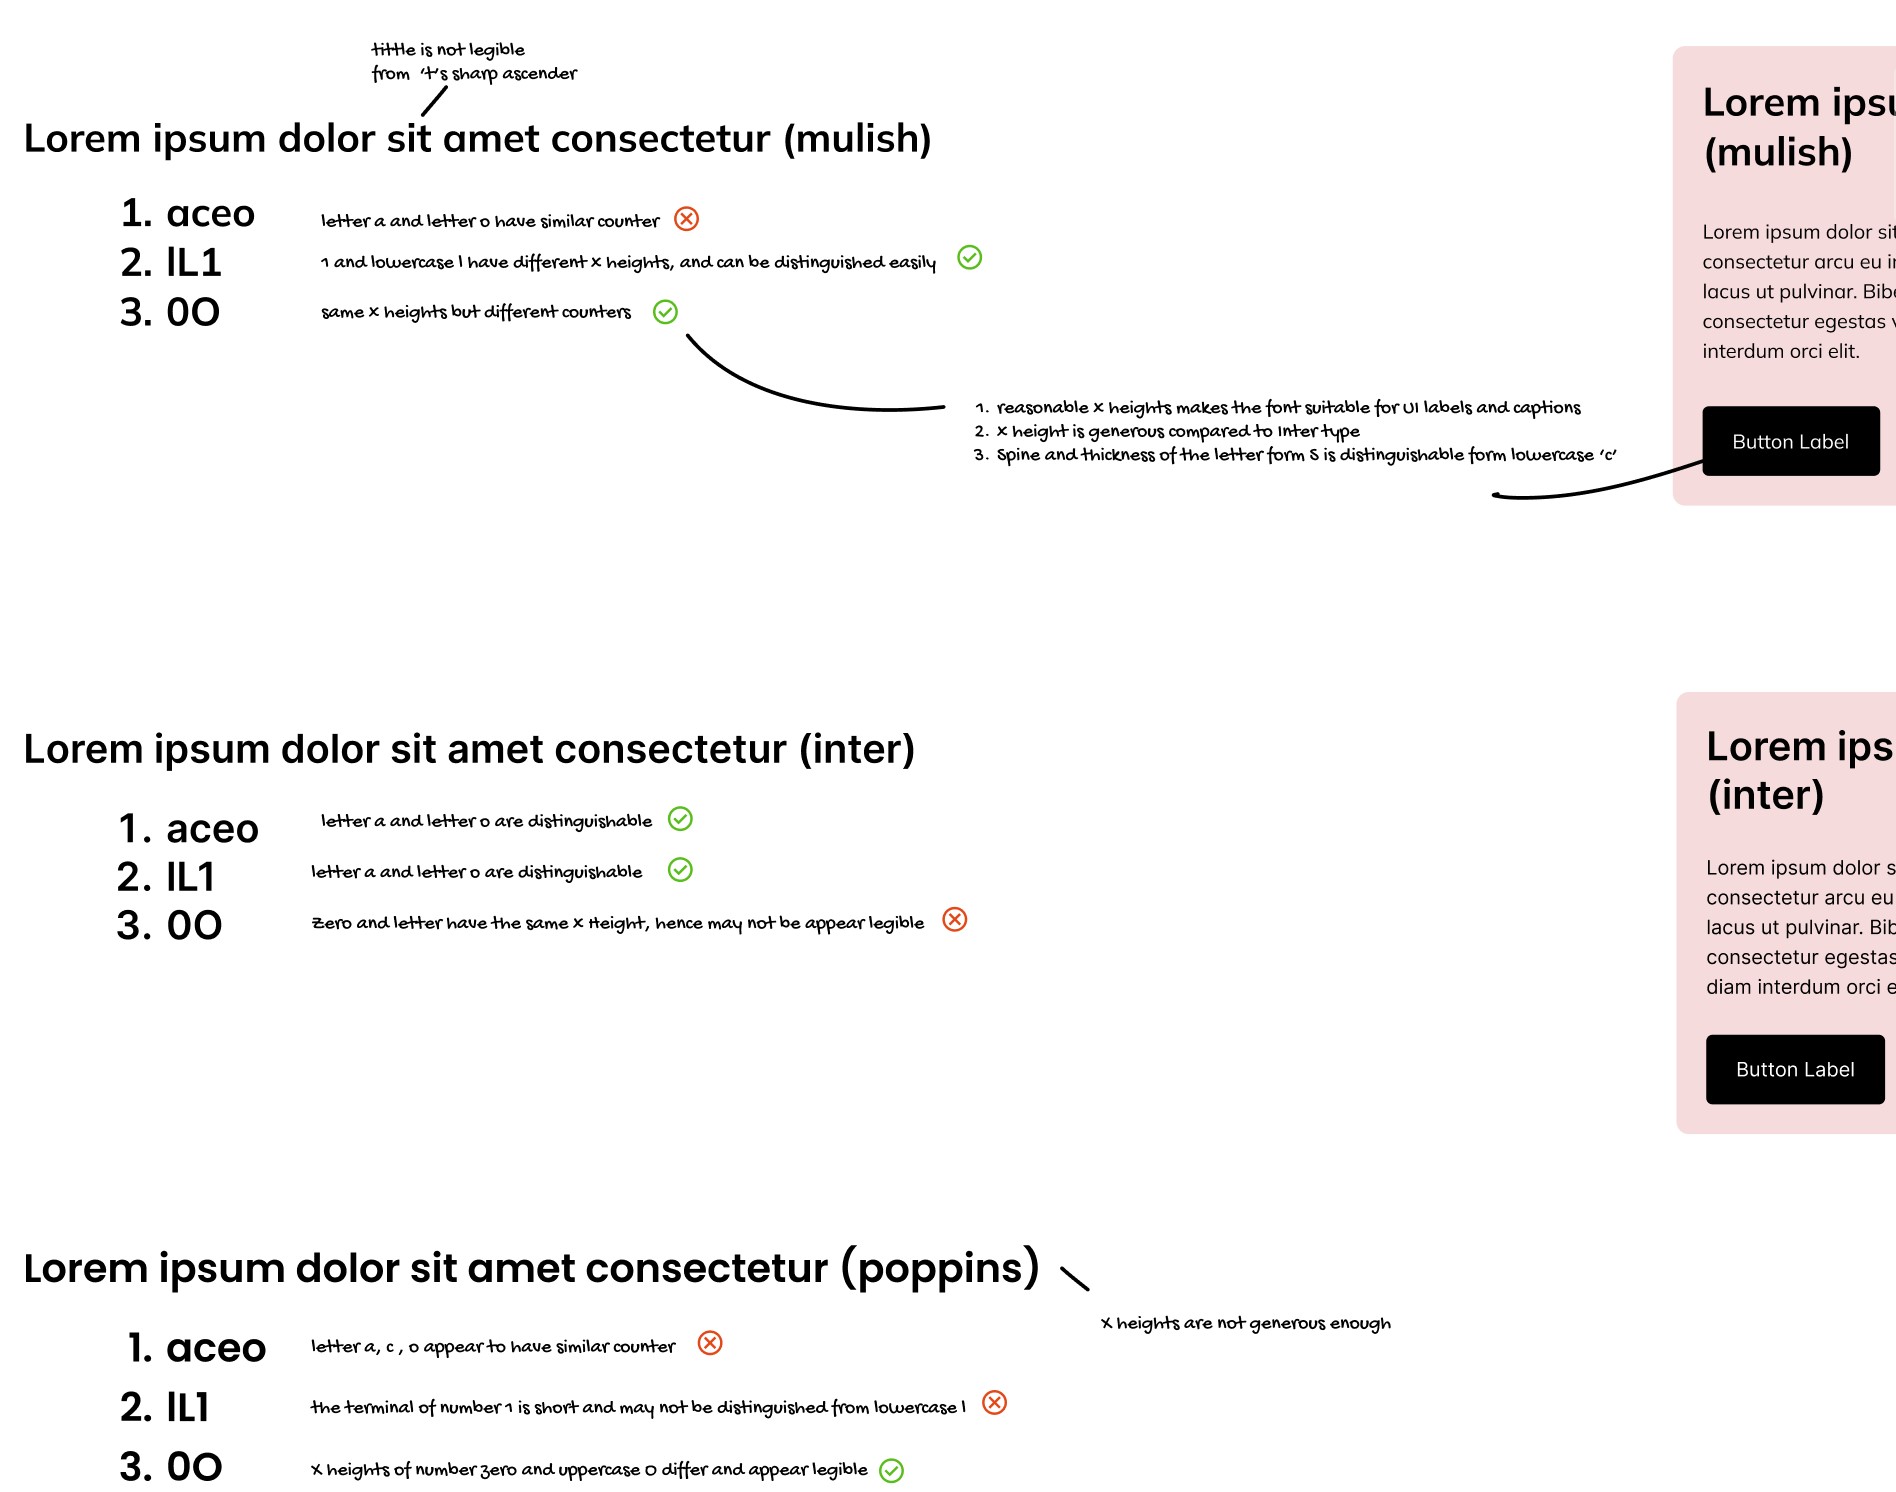 tittle is not legible
from 't's sharp ascender
Lorem ipsum dolor sit amet consectetur (mulish)
1. aceo
letter a and letter o have similar counter
2. lL1
1 and lowercase l have different x heights, and can be distinguished easily
3. 0O
same x heights but different counters
1. reasonable x heights makes the font suitable for UI labels and captions
2. x height is generous compared to Inter type
3. Spine and thickness of the letter form S is distinguishable form lowercase 'c'
Lorem ipsu
(mulish)
Lorem ipsum dolor sit
consectetur arcu eu in
lacus ut pulvinar. Bibe
consectetur egestas v
interdum orci elit.
Button Label
Lorem ipsum dolor sit amet consectetur (inter)
1. aceo
letter a and letter o are distinguishable
2. lL1
letter a and letter o are distinguishable
3. 0O
Zero and letter have the same x Height, hence may not be appear legible
Lorem ips
(inter)
Lorem ipsum dolor s
consectetur arcu eu
lacus ut pulvinar. Bib
consectetur egestas
diam interdum orci e
Button Label
Lorem ipsum dolor sit amet consectetur (poppins)
x heights are not generous enough
1. aceo
letter a, c , o appear to have similar counter
2. lL1
the terminal of number 1 is short and may not be distinguished from lowercase l
3. 0O
X heights of number zero and uppercase O differ and appear legible